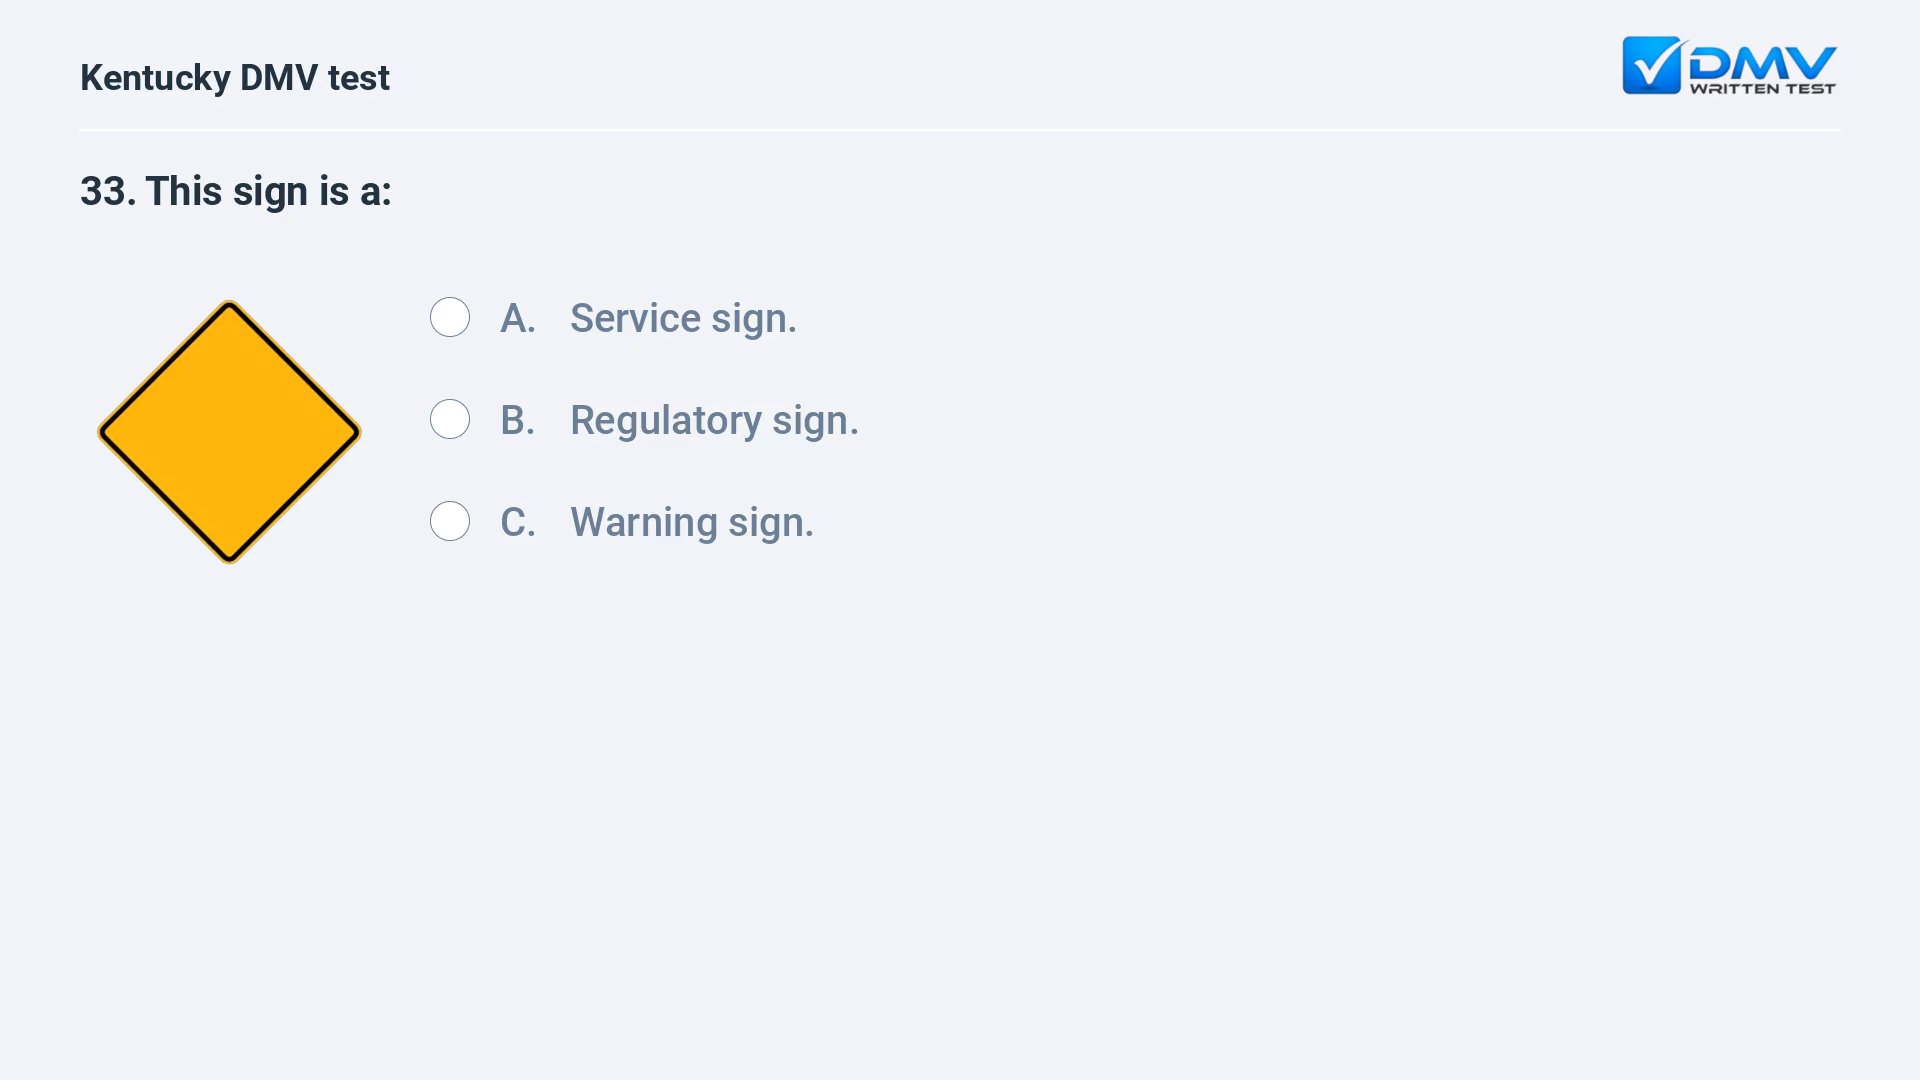 Kentucky DMV test
DMV
WRITTEN TEST
33. This sign is a:
A. Service sign.
B. Regulatory sign.
C. Warning sign.